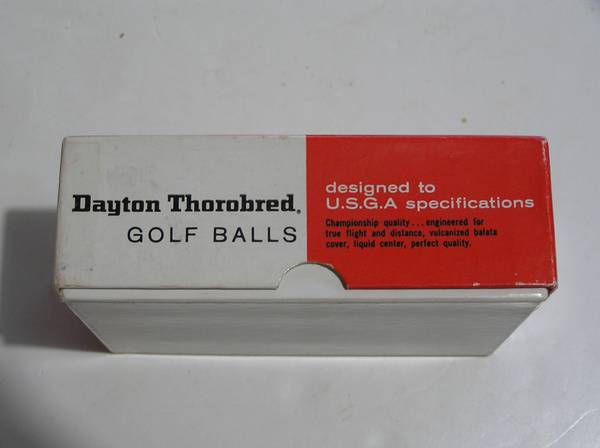 Dayton Thorobred.
GOLF BALLS
designed to
U.S.G.A specifications
Championship quality...engineered for
true flight and distance, vulcanized balata
cover, liquid center, perfect quality.